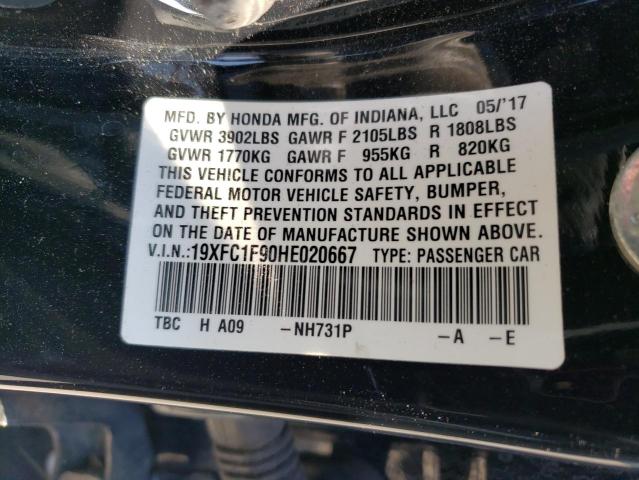 MFD. BY HONDA MFG. OF INDIANA, LLC 05/'17
GVWR 3902LBS GAWR F 2105LBS R 1808LBS
GVWR 1770KG GAWR F 955KG R 820KG
THIS VEHICLE CONFORMS TO ALL APPLICABLE
FEDERAL MOTOR VEHICLE SAFETY, BUMPER,
AND THEFT PREVENTION STANDARDS IN EFFECT
ON THE DATE OF MANUFACTURE SHOWN ABOVE.
V.I.N.:19XFC1F90HE020667 TYPE: PASSENGER CAR
TBC H A09 -NH731P -A -E